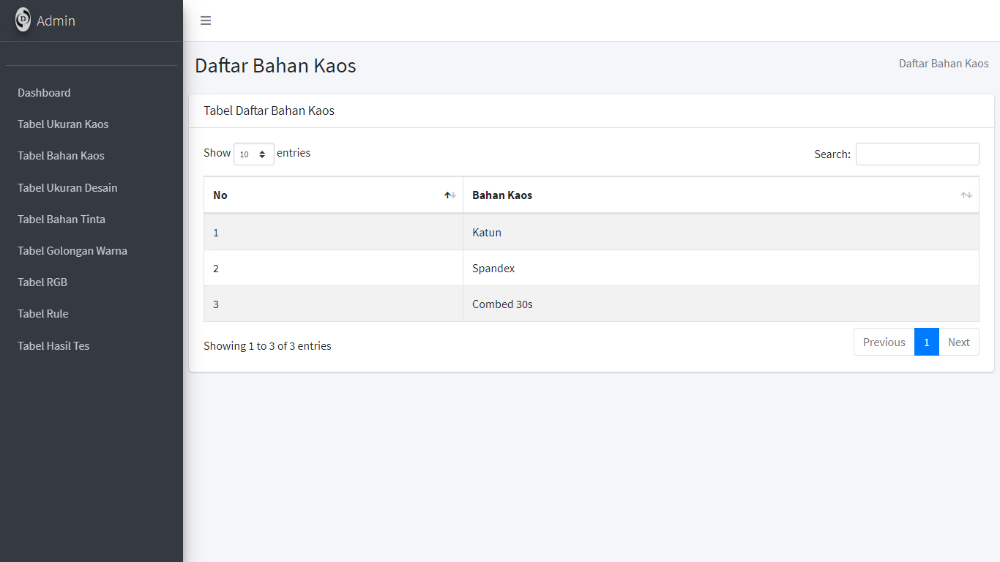 D
Admin
Dashboard
Tabel Ukuran Kaos
Tabel Bahan Kaos
Tabel Ukuran Desain
Tabel Bahan Tinta
Tabel Golongan Warna
Tabel RGB
Tabel Rule
Tabel Hasil Tes
Daftar Bahan Kaos
Daftar Bahan Kaos
Tabel Daftar Bahan Kaos
Show 10 entries
Search:
No Bahan Kaos
1 Katun
2 Spandex
3 Combed 30s
Showing 1 to 3 of 3 entries
Previous 1 Next